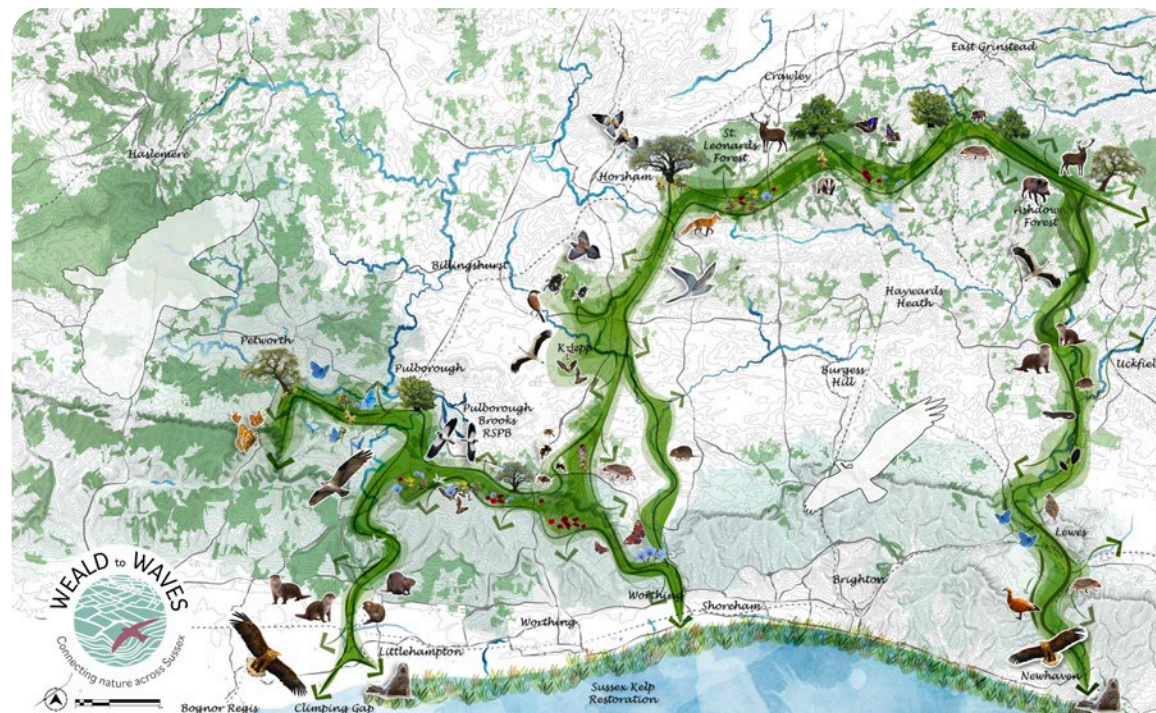 East Grinstead
Crawley
Haslemere
St.
Leonards
Forest
Horsham
Ashdown
Forest
Billingshurst
Haywards
Heath
Petworth
Knepp
Pulborough
Uckfield
Burgess
Hill
Pulborough
Brooks
RSPB
Lewes
WEALD to WAVES
Connecting nature across Sussex
Brighton
Worthing
Shoreham
Worthing
Littlehampton
Newhaven
Sussex Kelp
Restoration
Bognor Regis
Climping Gap